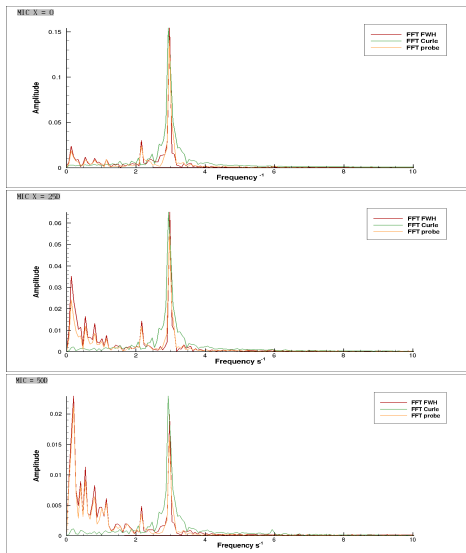 MIC X = 0
FFT FWH
FFT Curle
FFT probe
0.15
0.1
0.05
0
Amplitude
0 2 4 6 8 10
Frequency⁻¹
MIC X = 25D
FFT FWH
FFT Curle
FFT probe
0.06
0.05
0.04
0.03
0.02
0.01
0
Amplitude
0 2 4 6 8 10
Frequency s⁻¹
MIC = 50D
FFT FWH
FFT Curle
FFT probe
0.02
0.015
0.01
0.005
0
Amplitude
0 2 4 6 8 10
Frequency s⁻¹